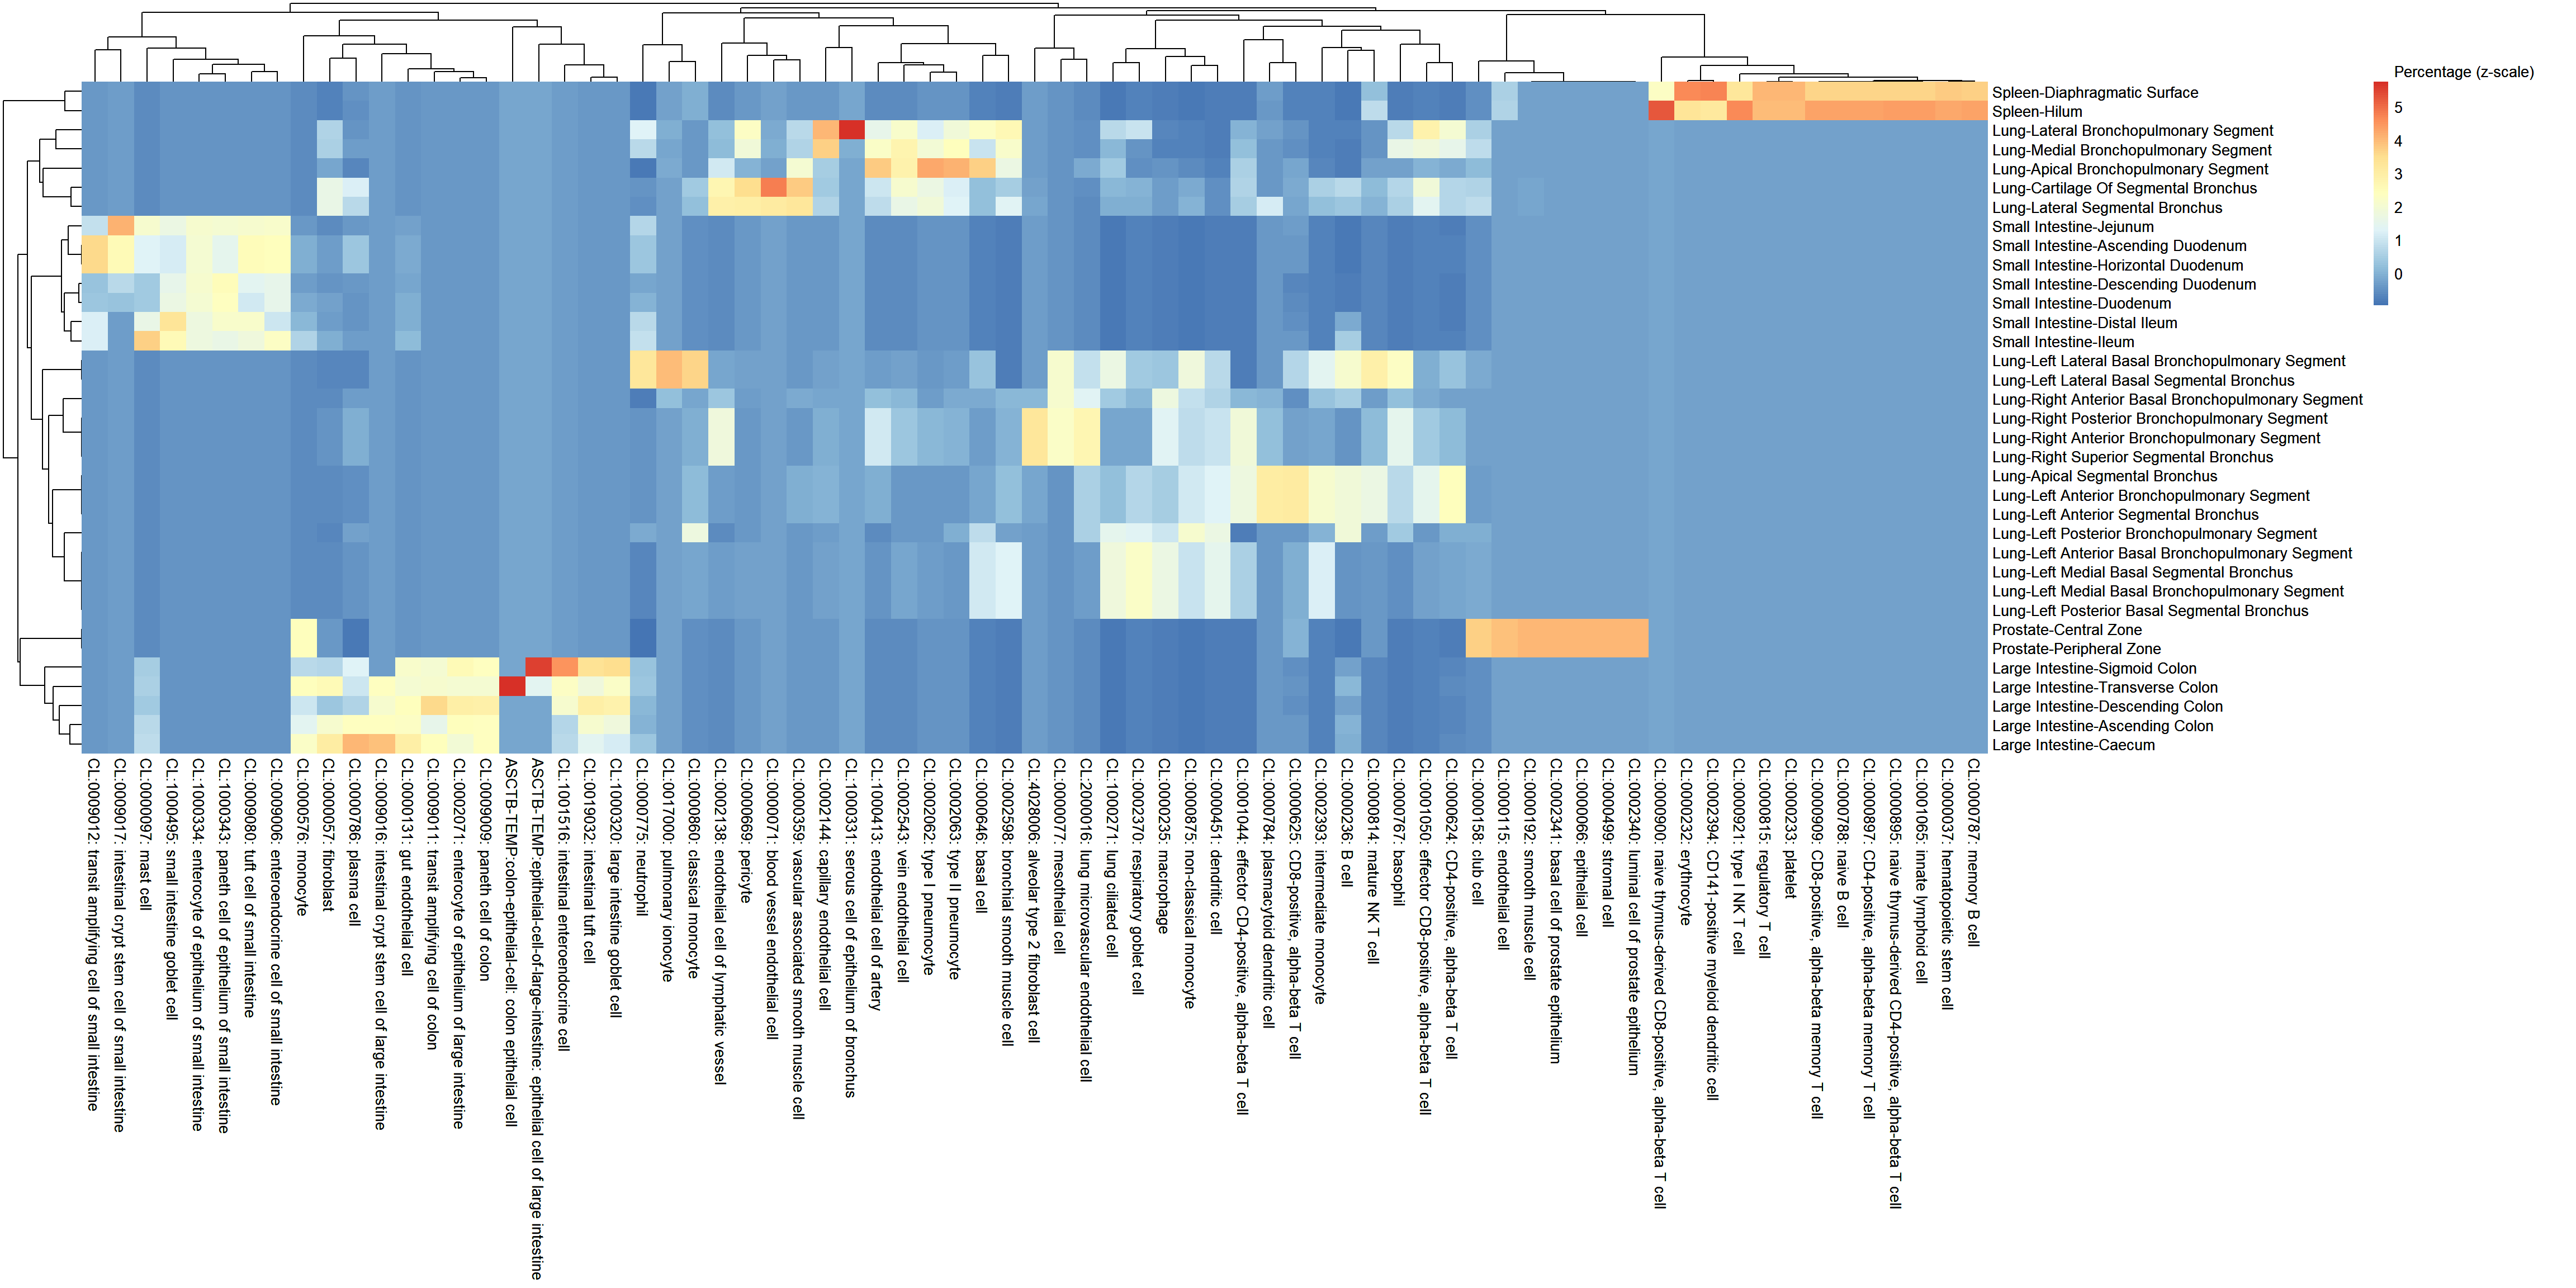 Percentage (z-scale)
5
4
3
2
1
0
Spleen-Diaphragmatic Surface
Spleen-Hilum
Lung-Lateral Bronchopulmonary Segment
Lung-Medial Bronchopulmonary Segment
Lung-Apical Bronchopulmonary Segment
Lung-Cartilage Of Segmental Bronchus
Lung-Lateral Segmental Bronchus
Small Intestine-Jejunum
Small Intestine-Ascending Duodenum
Small Intestine-Horizontal Duodenum
Small Intestine-Descending Duodenum
Small Intestine-Duodenum
Small Intestine-Distal Ileum
Small Intestine-Ileum
Lung-Left Lateral Basal Bronchopulmonary Segment
Lung-Left Lateral Basal Segmental Bronchus
Lung-Right Anterior Basal Bronchopulmonary Segment
Lung-Right Posterior Bronchopulmonary Segment
Lung-Right Anterior Bronchopulmonary Segment
Lung-Right Superior Segmental Bronchus
Lung-Apical Segmental Bronchus
Lung-Left Anterior Bronchopulmonary Segment
Lung-Left Anterior Segmental Bronchus
Lung-Left Posterior Bronchopulmonary Segment
Lung-Left Anterior Basal Bronchopulmonary Segment
Lung-Left Medial Basal Segmental Bronchus
Lung-Left Medial Basal Bronchopulmonary Segment
Lung-Left Posterior Basal Segmental Bronchus
Prostate-Central Zone
Prostate-Peripheral Zone
Large Intestine-Sigmoid Colon
Large Intestine-Transverse Colon
Large Intestine-Descending Colon
Large Intestine-Ascending Colon
Large Intestine-Caecum
CL:0009012: transit amplifying cell of small intestine
CL:0009017: intestinal crypt stem cell of small intestine
CL:0000097: mast cell
CL:1000495: small intestine goblet cell
CL:1000334: enterocyte of epithelium of small intestine
CL:1000343: paneth cell of epithelium of small intestine
CL:0009080: tuft cell of small intestine
CL:0009006: enteroendocrine cell of small intestine
CL:0000576: monocyte
CL:0000057: fibroblast
CL:0000786: plasma cell
CL:0009016: intestinal crypt stem cell of large intestine
CL:0000131: gut endothelial cell
CL:0009011: transit amplifying cell of colon
CL:0002071: enterocyte of epithelium of large intestine
CL:0009009: paneth cell of colon
ASCTB-TEMP:colon-epithelial-cell: colon epithelial cell
ASCTB-TEMP:epithelial-cell-of-large-intestine: epithelial cell of large intestine
CL:1001516: intestinal enteroendocrine cell
CL:0019032: intestinal tuft cell
CL:1000320: large intestine goblet cell
CL:0000775: neutrophil
CL:0017000: pulmonary ionocyte
CL:0000860: classical monocyte
CL:0002138: endothelial cell of lymphatic vessel
CL:0000669: pericyte
CL:0000071: blood vessel endothelial cell
CL:0000359: vascular associated smooth muscle cell
CL:0002144: capillary endothelial cell
CL:1000331: serous cell of epithelium of bronchus
CL:1000413: endothelial cell of artery
CL:0002543: vein endothelial cell
CL:0002062: type I pneumocyte
CL:0002063: type II pneumocyte
CL:0000646: basal cell
CL:0002598: bronchial smooth muscle cell
CL:4028006: alveolar type 2 fibroblast cell
CL:0000077: mesothelial cell
CL:2000016: lung microvascular endothelial cell
CL:1000271: lung ciliated cell
CL:0002370: respiratory goblet cell
CL:0000235: macrophage
CL:0000875: non-classical monocyte
CL:0000451: dendritic cell
CL:0001044: effector CD4-positive, alpha-beta T cell
CL:0000784: plasmacytoid dendritic cell
CL:0000625: CD8-positive, alpha-beta T cell
CL:0002393: intermediate monocyte
CL:0000236: B cell
CL:0000814: mature NK T cell
CL:0000767: basophil
CL:0001050: effector CD8-positive, alpha-beta T cell
CL:0000624: CD4-positive, alpha-beta T cell
CL:0000158: club cell
CL:0000115: endothelial cell
CL:0000192: smooth muscle cell
CL:0002341: basal cell of prostate epithelium
CL:0000066: epithelial cell
CL:0000499: stromal cell
CL:0002340: luminal cell of prostate epithelium
CL:0000900: naive thymus-derived CD8-positive, alpha-beta T cell
CL:0000232: erythrocyte
CL:0002394: CD141-positive myeloid dendritic cell
CL:0000921: type I NK T cell
CL:0000815: regulatory T cell
CL:0000233: platelet
CL:0000909: CD8-positive, alpha-beta memory T cell
CL:0000788: naive B cell
CL:0000897: CD4-positive, alpha-beta memory T cell
CL:0000895: naive thymus-derived CD4-positive, alpha-beta T cell
CL:0001065: innate lymphoid cell
CL:0000037: hematopoietic stem cell
CL:0000787: memory B cell